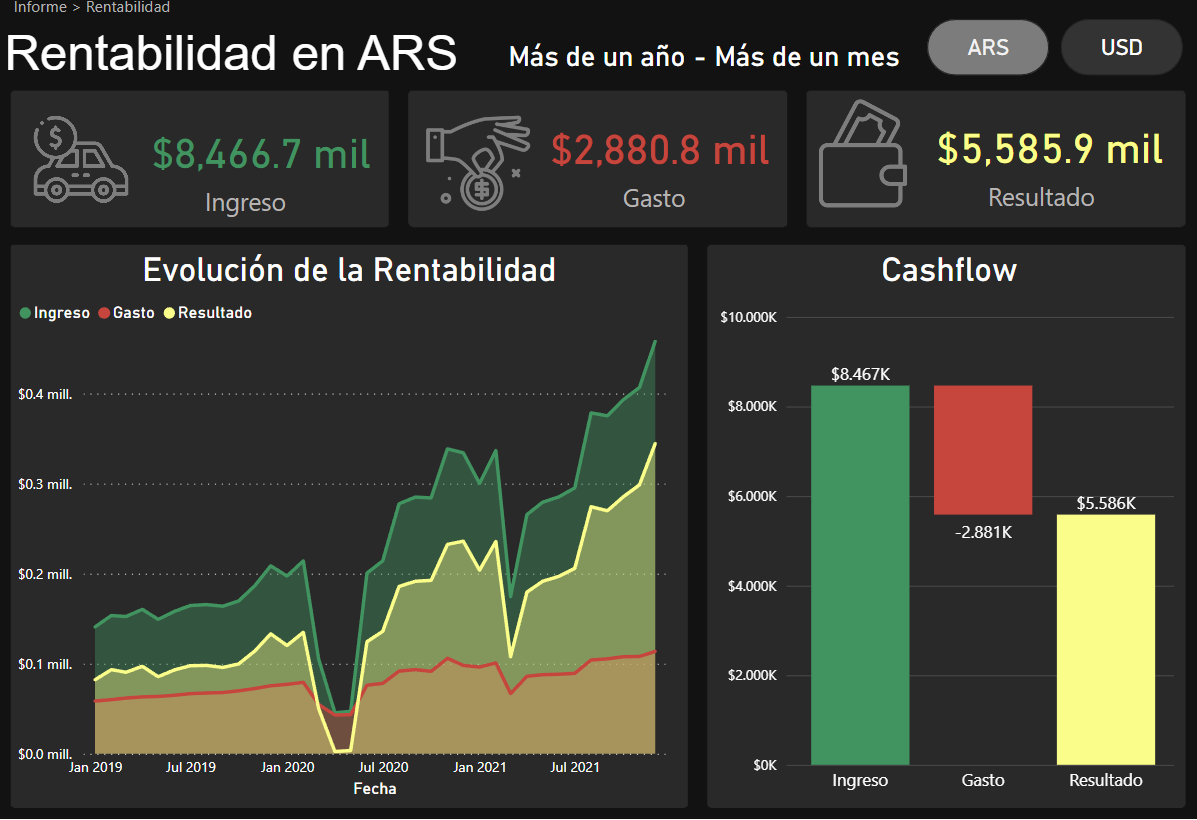 Informe > Rentabilidad
Rentabilidad en ARS
Más de un año - Más de un mes
ARS
USD
$8,466.7 mil
Ingreso
$2,880.8 mil
Gasto
$5,585.9 mil
Resultado
Evolución de la Rentabilidad
Ingreso Gasto Resultado
$0.4 mill.
$0.3 mill.
$0.2 mill.
$0.1 mill.
$0.0 mill.
Jan 2019 Jul 2019 Jan 2020 Jul 2020 Jan 2021 Jul 2021
Fecha
Cashflow
$10.000K
$8.000K
$6.000K
$4.000K
$2.000K
$0K
$8.467K
-2.881K
$5.586K
Ingreso Gasto Resultado